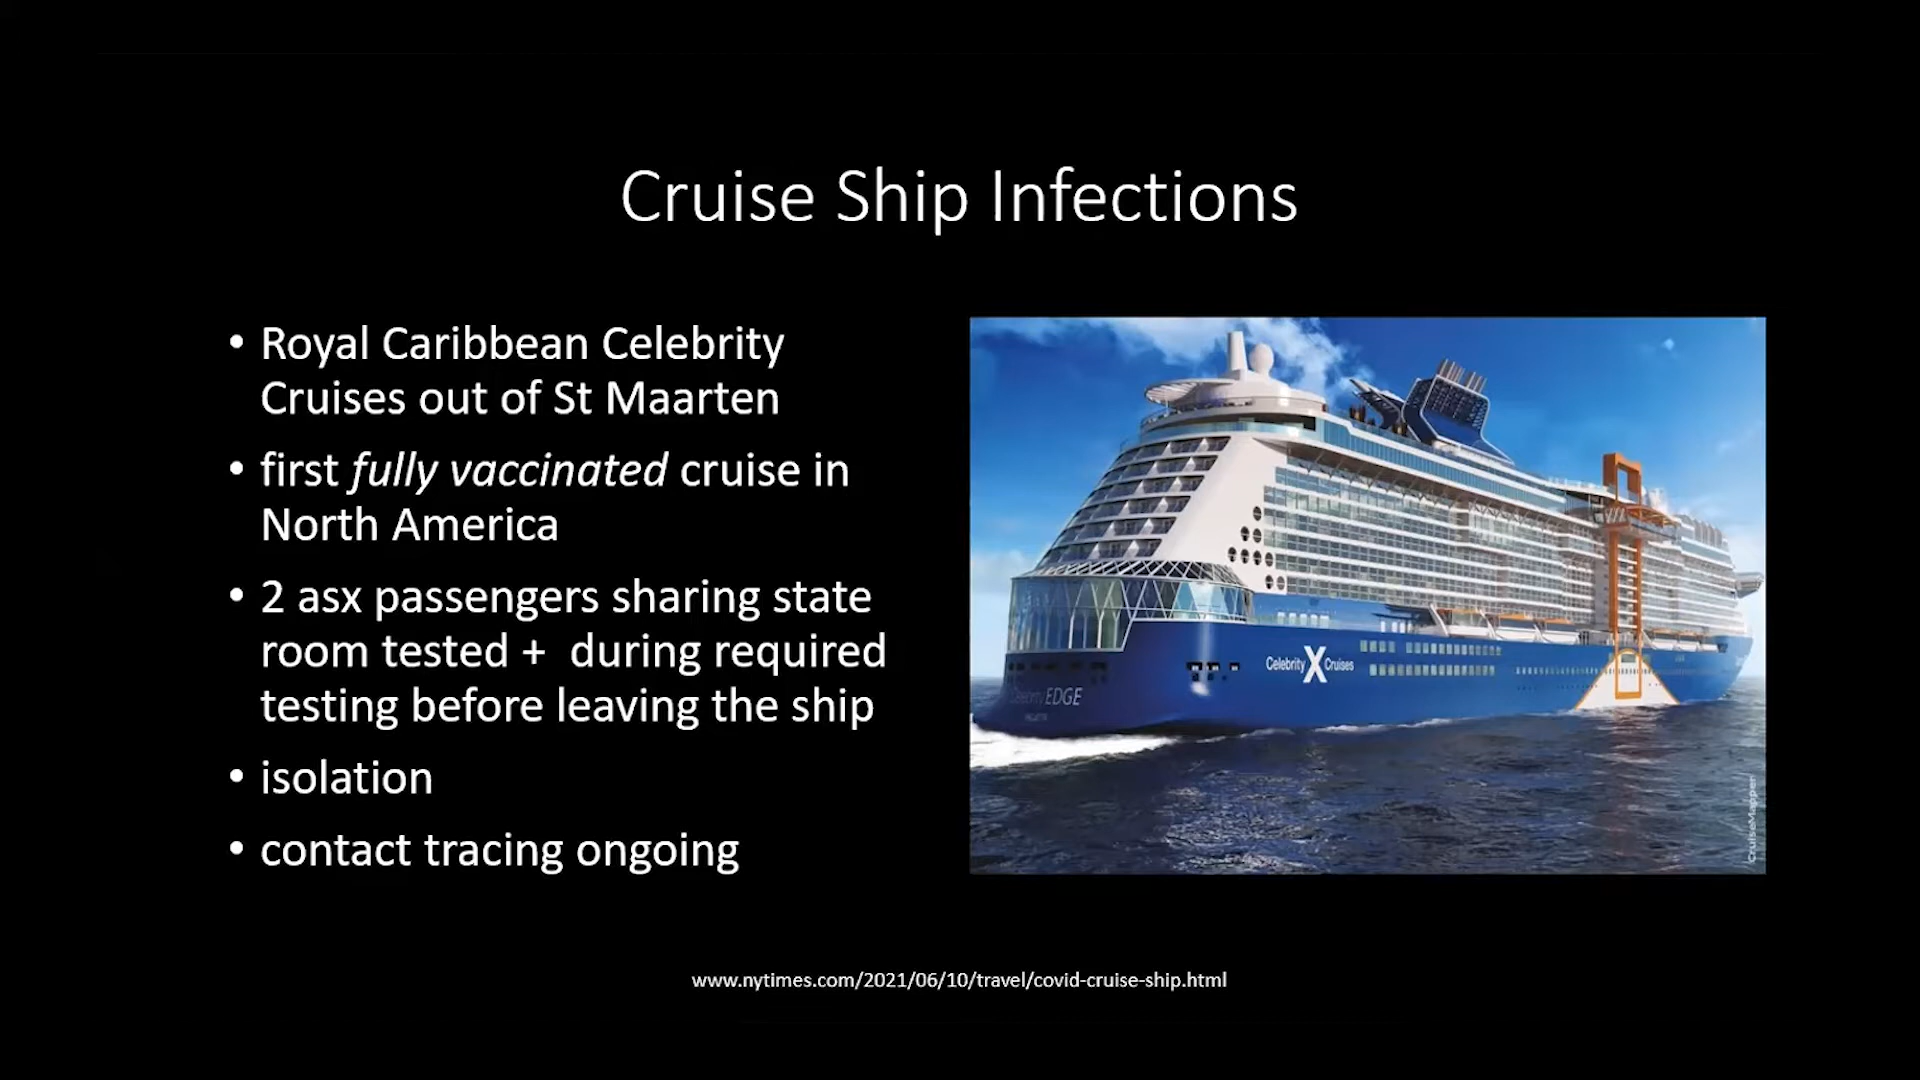 Cruise Ship Infections
• Royal Caribbean Celebrity
Cruises out of St Maarten
• first fully vaccinated cruise in
North America
• 2 asx passengers sharing state
room tested +  during required
testing before leaving the ship
• isolation
• contact tracing ongoing
Celebrity X Cruises
Celebrity EDGE
CruiseMapper
www.nytimes.com/2021/06/10/travel/covid-cruise-ship.html